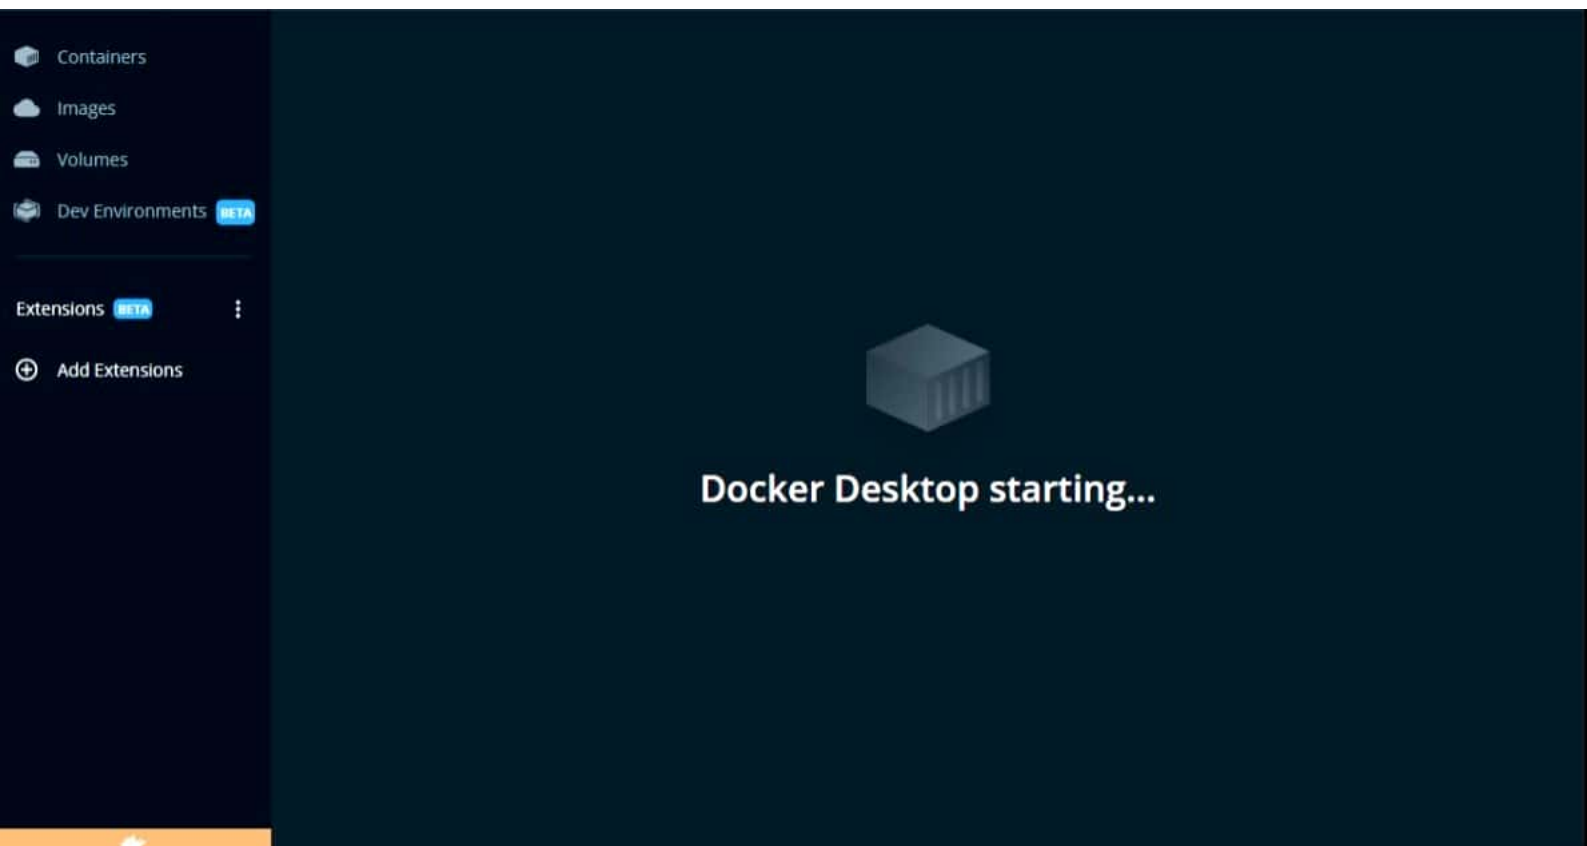 Containers
Images
Volumes
Dev Environments BETA
Extensions BETA
Add Extensions
Docker Desktop starting...